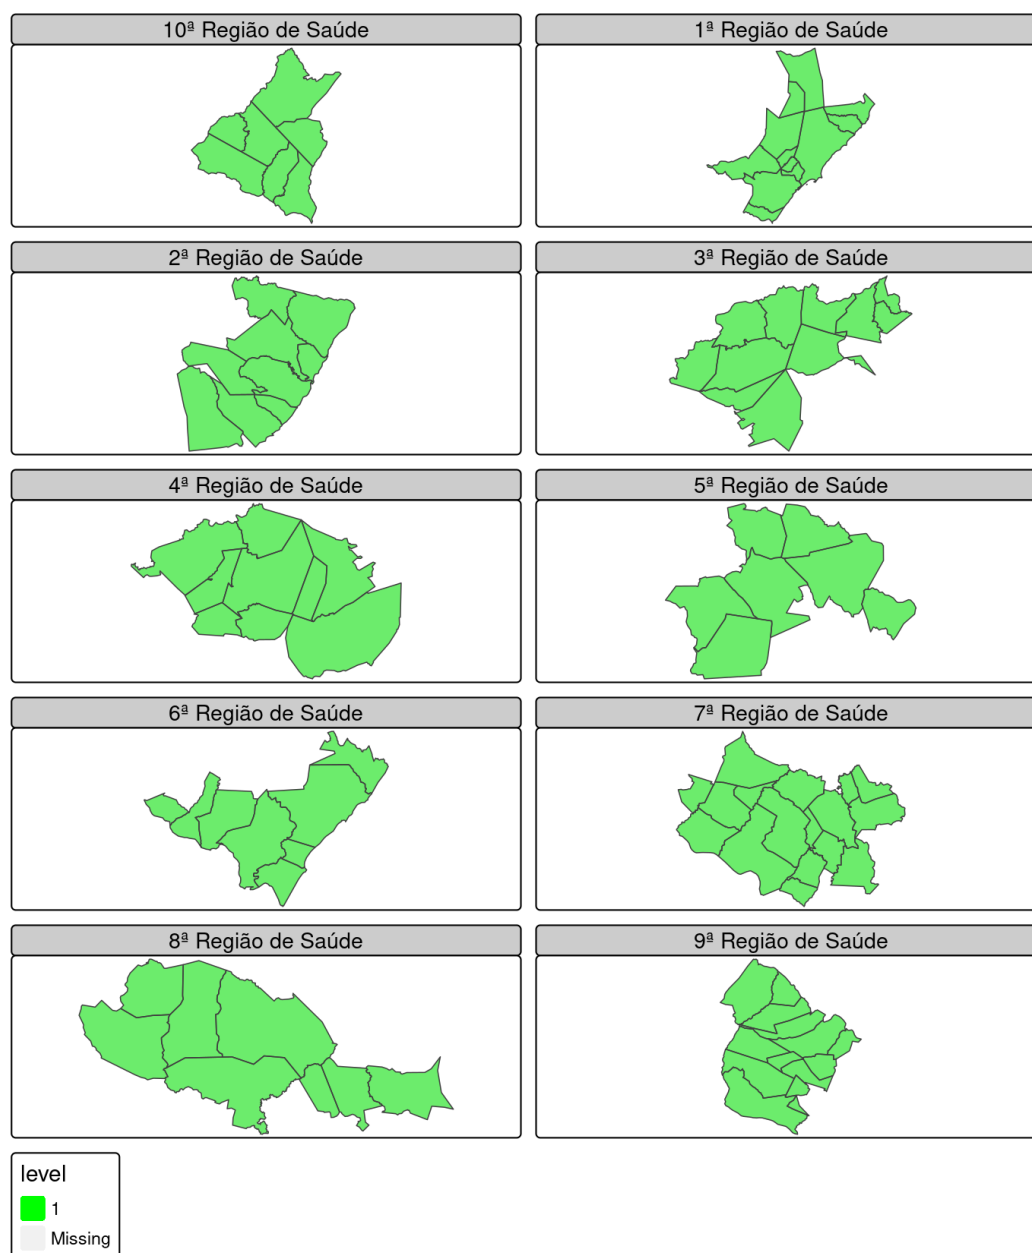 10ª Região de Saúde
1ª Região de Saúde
2ª Região de Saúde
3ª Região de Saúde
4ª Região de Saúde
5ª Região de Saúde
6ª Região de Saúde
7ª Região de Saúde
8ª Região de Saúde
9ª Região de Saúde
level
1
Missing